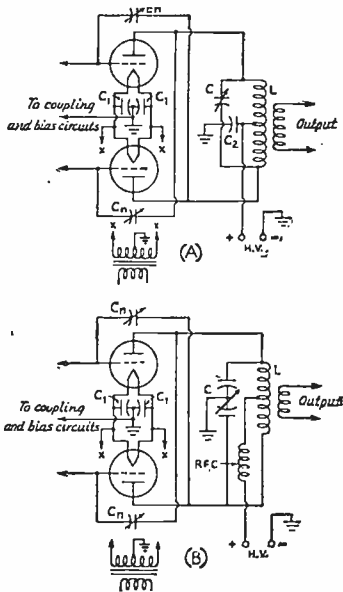 Cn
C1 C1
C L
To coupling
and bias circuits
C2
Output
x x
Cn
x x
+ H.V. -
(A)
Cn
C1 C1
C L
To coupling
and bias circuits
Output
x x
R.F.C.
Cn
+ H.V. -
(B)